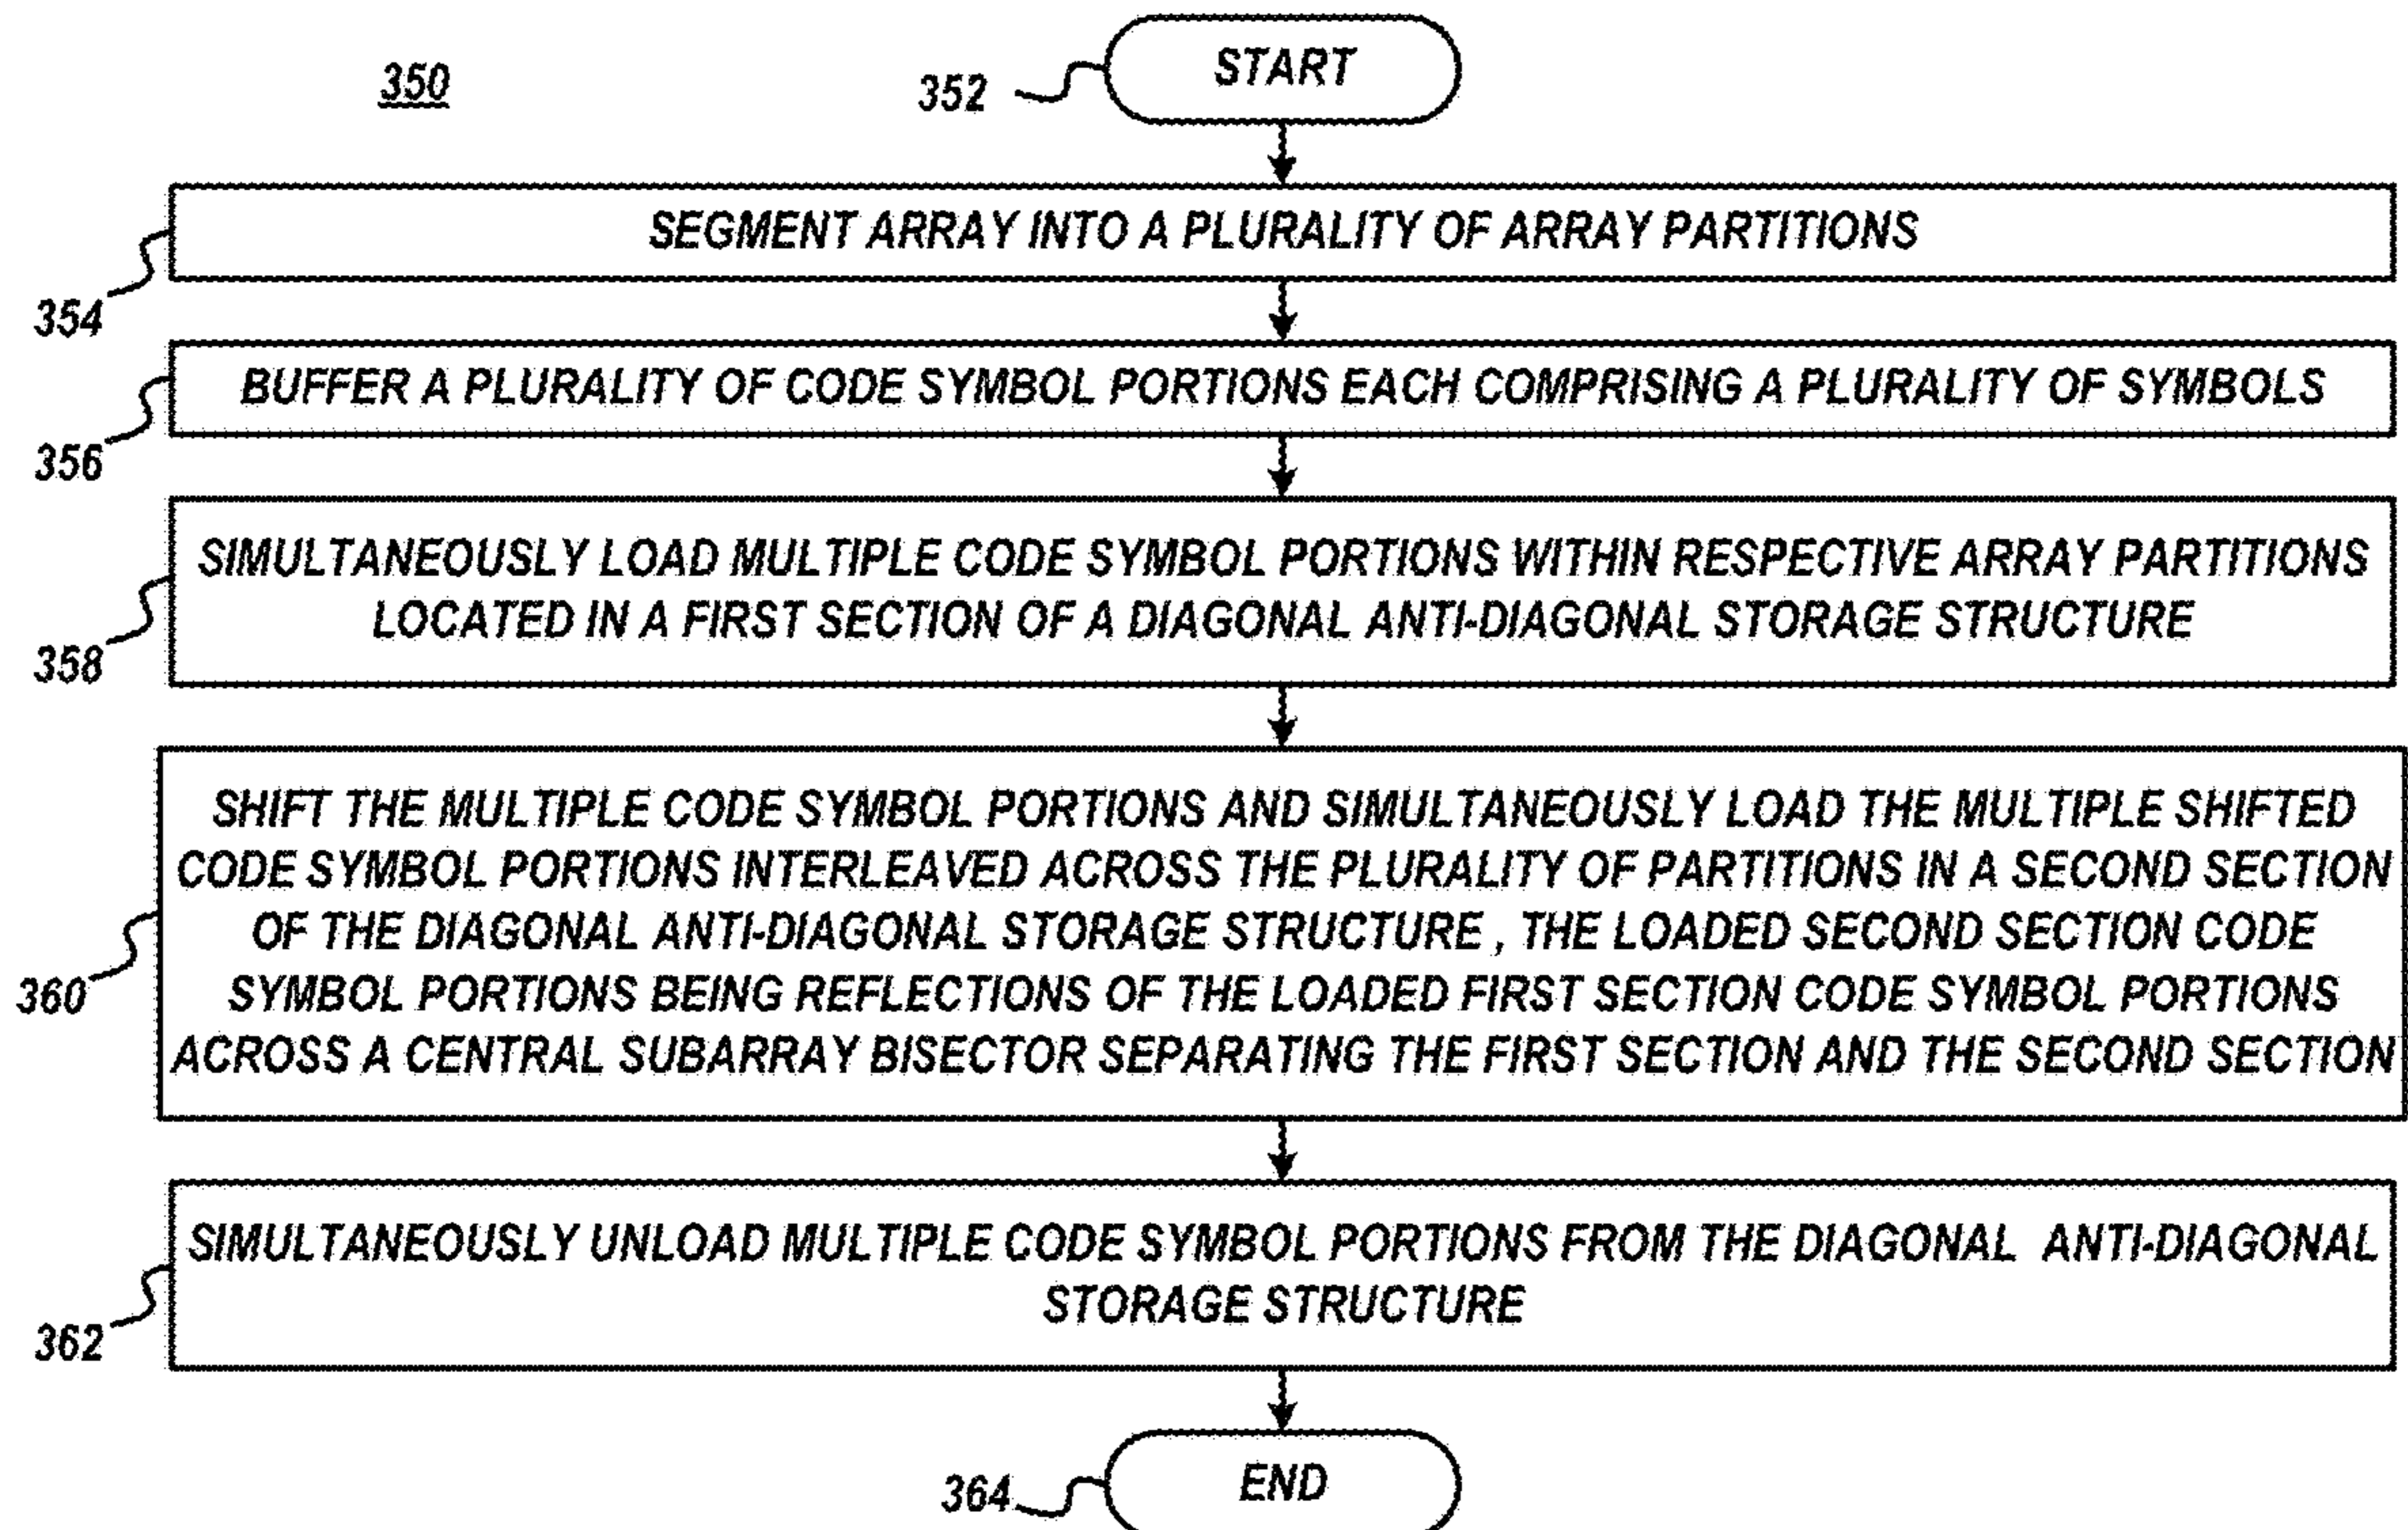 350
352
START
SEGMENT ARRAY INTO A PLURALITY OF ARRAY PARTITIONS
354
BUFFER A PLURALITY OF CODE SYMBOL PORTIONS EACH COMPRISING A PLURALITY OF SYMBOLS
356
SIMULTANEOUSLY LOAD MULTIPLE CODE SYMBOL PORTIONS WITHIN RESPECTIVE ARRAY PARTITIONS
LOCATED IN A FIRST SECTION OF A DIAGONAL ANTI-DIAGONAL STORAGE STRUCTURE
358
SHIFT THE MULTIPLE CODE SYMBOL PORTIONS AND SIMULTANEOUSLY LOAD THE MULTIPLE SHIFTED
CODE SYMBOL PORTIONS INTERLEAVED ACROSS THE PLURALITY OF PARTITIONS IN A SECOND SECTION
OF THE DIAGONAL ANTI-DIAGONAL STORAGE STRUCTURE , THE LOADED SECOND SECTION CODE
SYMBOL PORTIONS BEING REFLECTIONS OF THE LOADED FIRST SECTION CODE SYMBOL PORTIONS
ACROSS A CENTRAL SUBARRAY BISECTOR SEPARATING THE FIRST SECTION AND THE SECOND SECTION
360
SIMULTANEOUSLY UNLOAD MULTIPLE CODE SYMBOL PORTIONS FROM THE DIAGONAL ANTI-DIAGONAL
STORAGE STRUCTURE
362
364
END